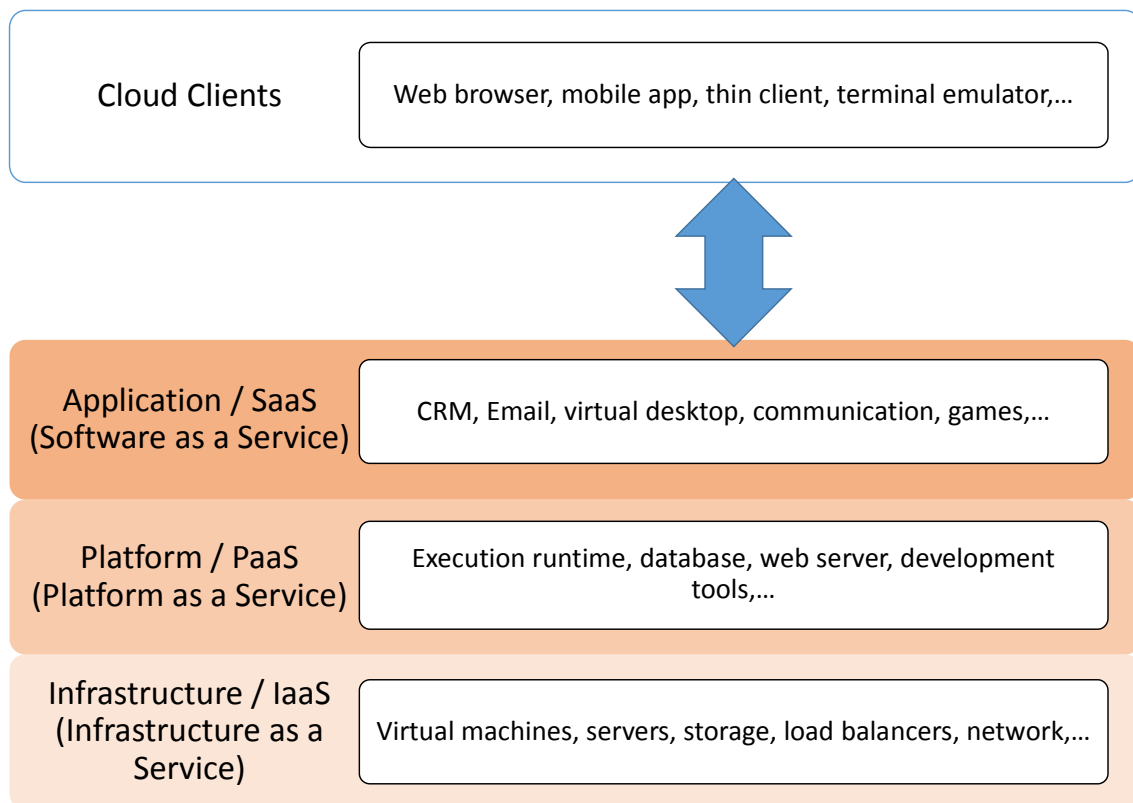 Cloud Clients
Web browser, mobile app, thin client, terminal emulator,...
Application / SaaS
(Software as a Service)
CRM, Email, virtual desktop, communication, games,...
Platform / PaaS
(Platform as a Service)
Execution runtime, database, web server, development
tools,...
Infrastructure / IaaS
(Infrastructure as a
Service)
Virtual machines, servers, storage, load balancers, network,...